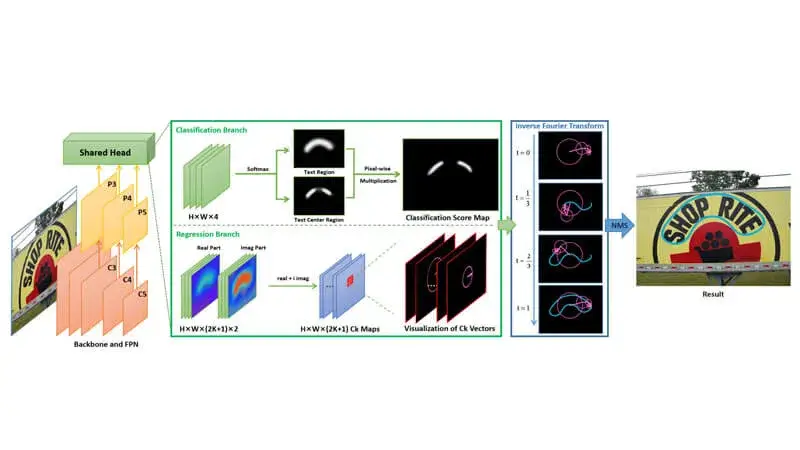 Shared Head
P3
P4
P5
C3
C4
C5
SHOP RITE
Backbone and FPN
Classification Branch
H×W×4
Softmax
Text Region
Text Center Region
Pixel-wise
Multiplication
Classification Score Map
Regression Branch
Real Part
Imag Part
H×W×(2K+1)×2
real + i imag
H×W×(2K+1) Ck Maps
Visualization of Ck Vectors
Inverse Fourier Transform
t=0
t=1/3
t=2/3
t=1
NMS
SHOP RITE
Result